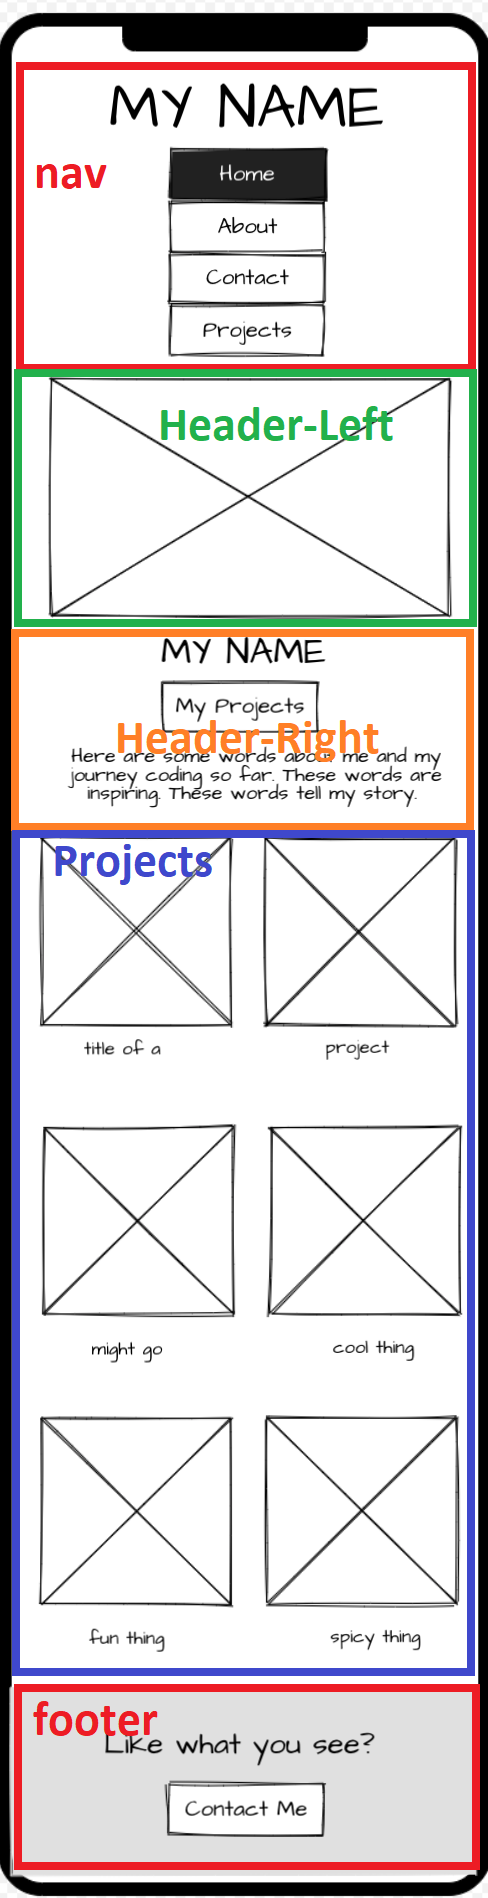 MY NAME
nav
Home
About
Contact
Projects
Header-Left
MY NAME
My Projects
Header-Right
Here are some words about me and my
journey coding so far. These words are
inspiring. These words tell my story.
Projects
title of a
project
might go
cool thing
fun thing
spicy thing
footer
Like what you see?
Contact Me